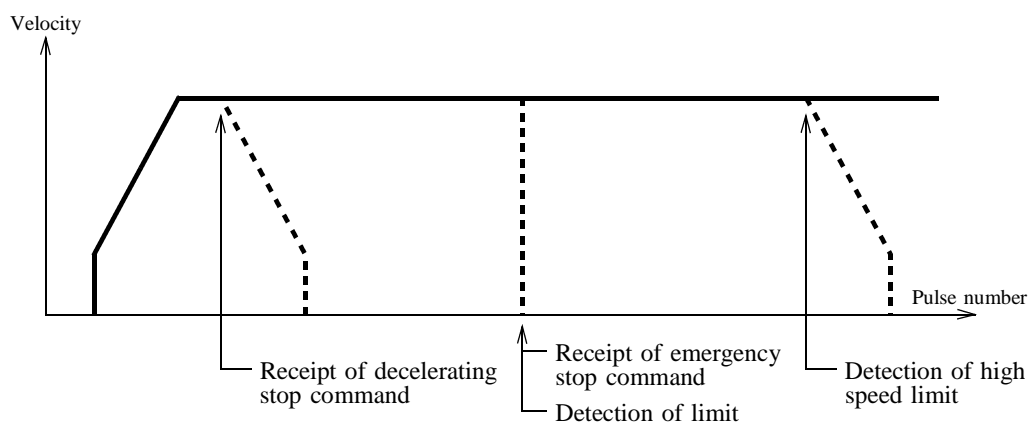 Velocity
Pulse number
Receipt of decelerating
stop command
Receipt of emergency
stop command
Detection of limit
Detection of high
speed limit